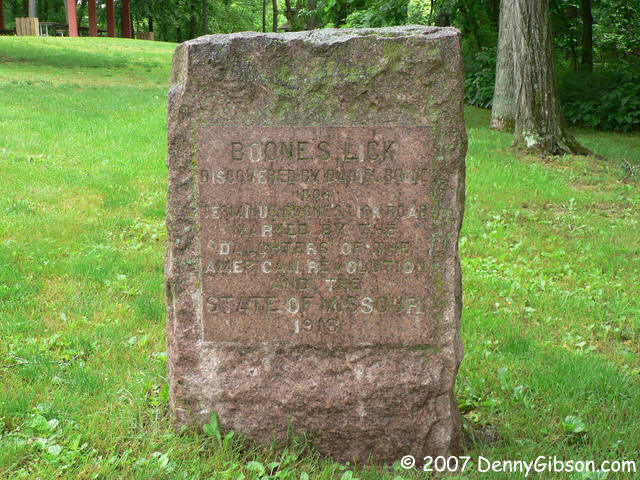 BOONE'S LICK
DISCOVERED BY DANIEL BOONE
TERMINUS BOONE'S LICK ROAD
MARKED BY THE
DAUGHTERS OF THE
AMERICAN REVOLUTION
AND THE
STATE OF MISSOURI
1913
© 2007 DennyGibson.com